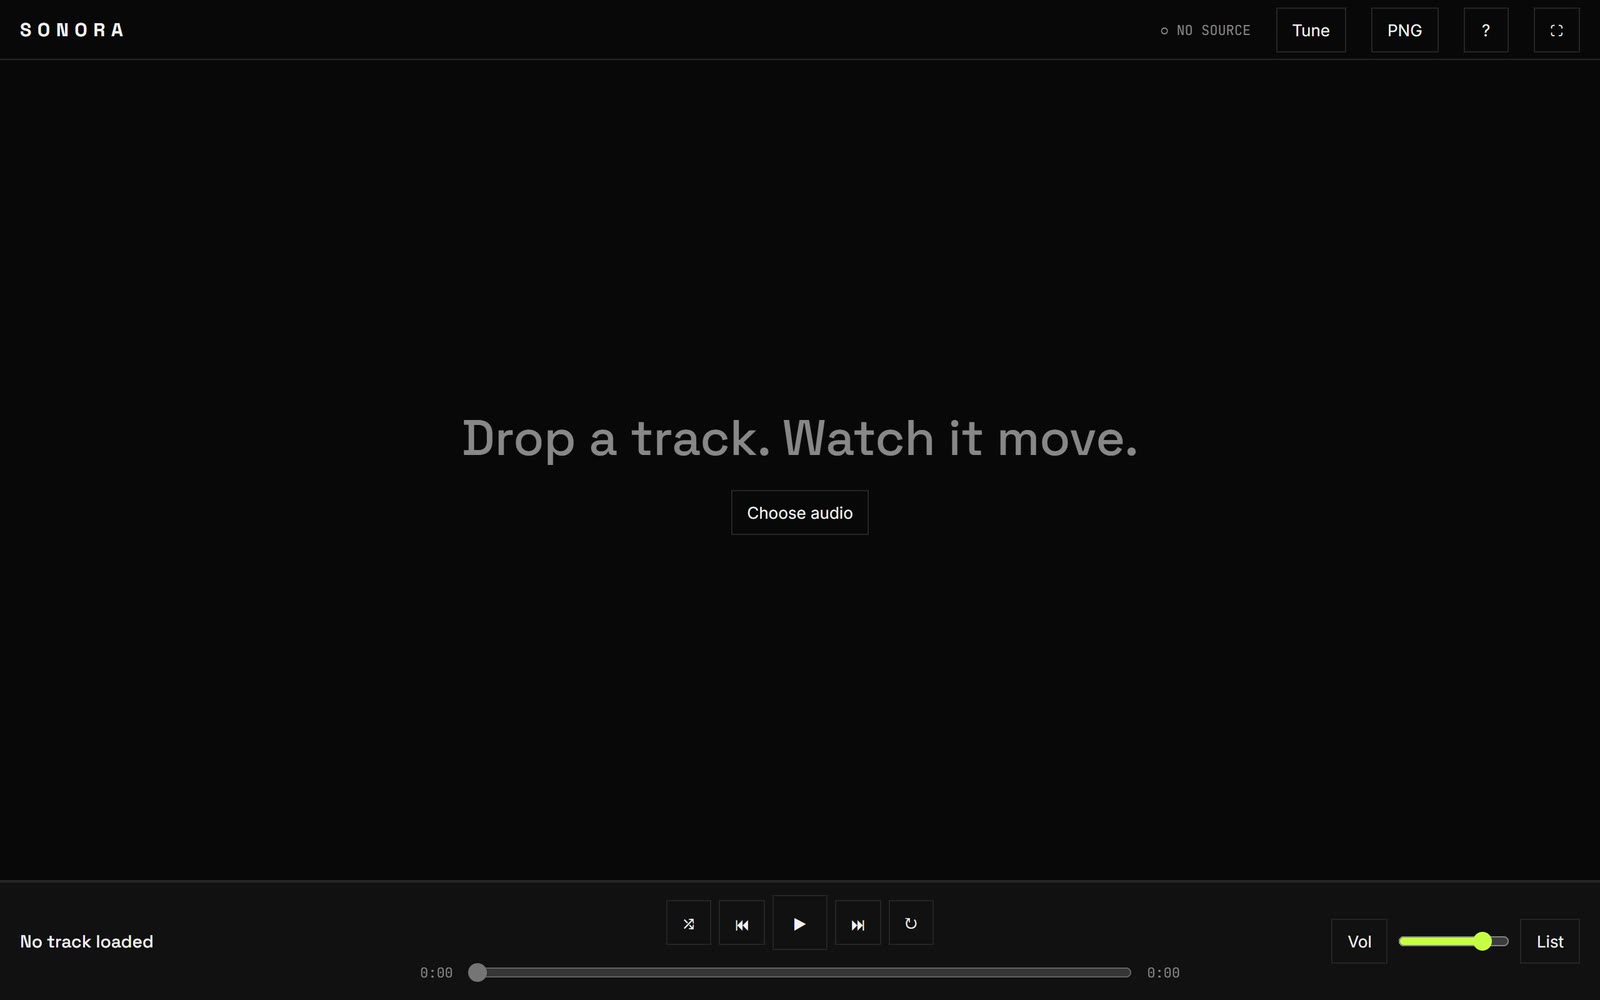 SONORA
NO SOURCE
Tune
PNG
?
Drop a track. Watch it move.
Choose audio
No track loaded
0:00
0:00
Vol
List